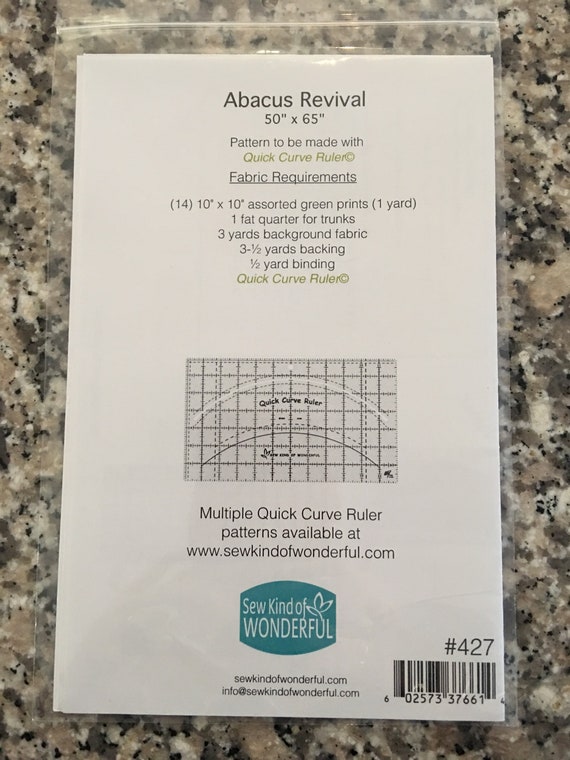 Abacus Revival
50" x 65"
Pattern to be made with
Quick Curve Ruler©
Fabric Requirements
(14) 10" x 10" assorted green prints (1 yard)
1 fat quarter for trunks
3 yards background fabric
3-½ yards backing
½ yard binding
Quick Curve Ruler©
Quick Curve Ruler
SEW KIND OF WONDERFUL
Multiple Quick Curve Ruler
patterns available at
www.sewkindofwonderful.com
Sew Kind of
WONDERFUL
#427
sewkindofwonderful.com
info@sewkindofwonderful.com
6 02573 37661 4